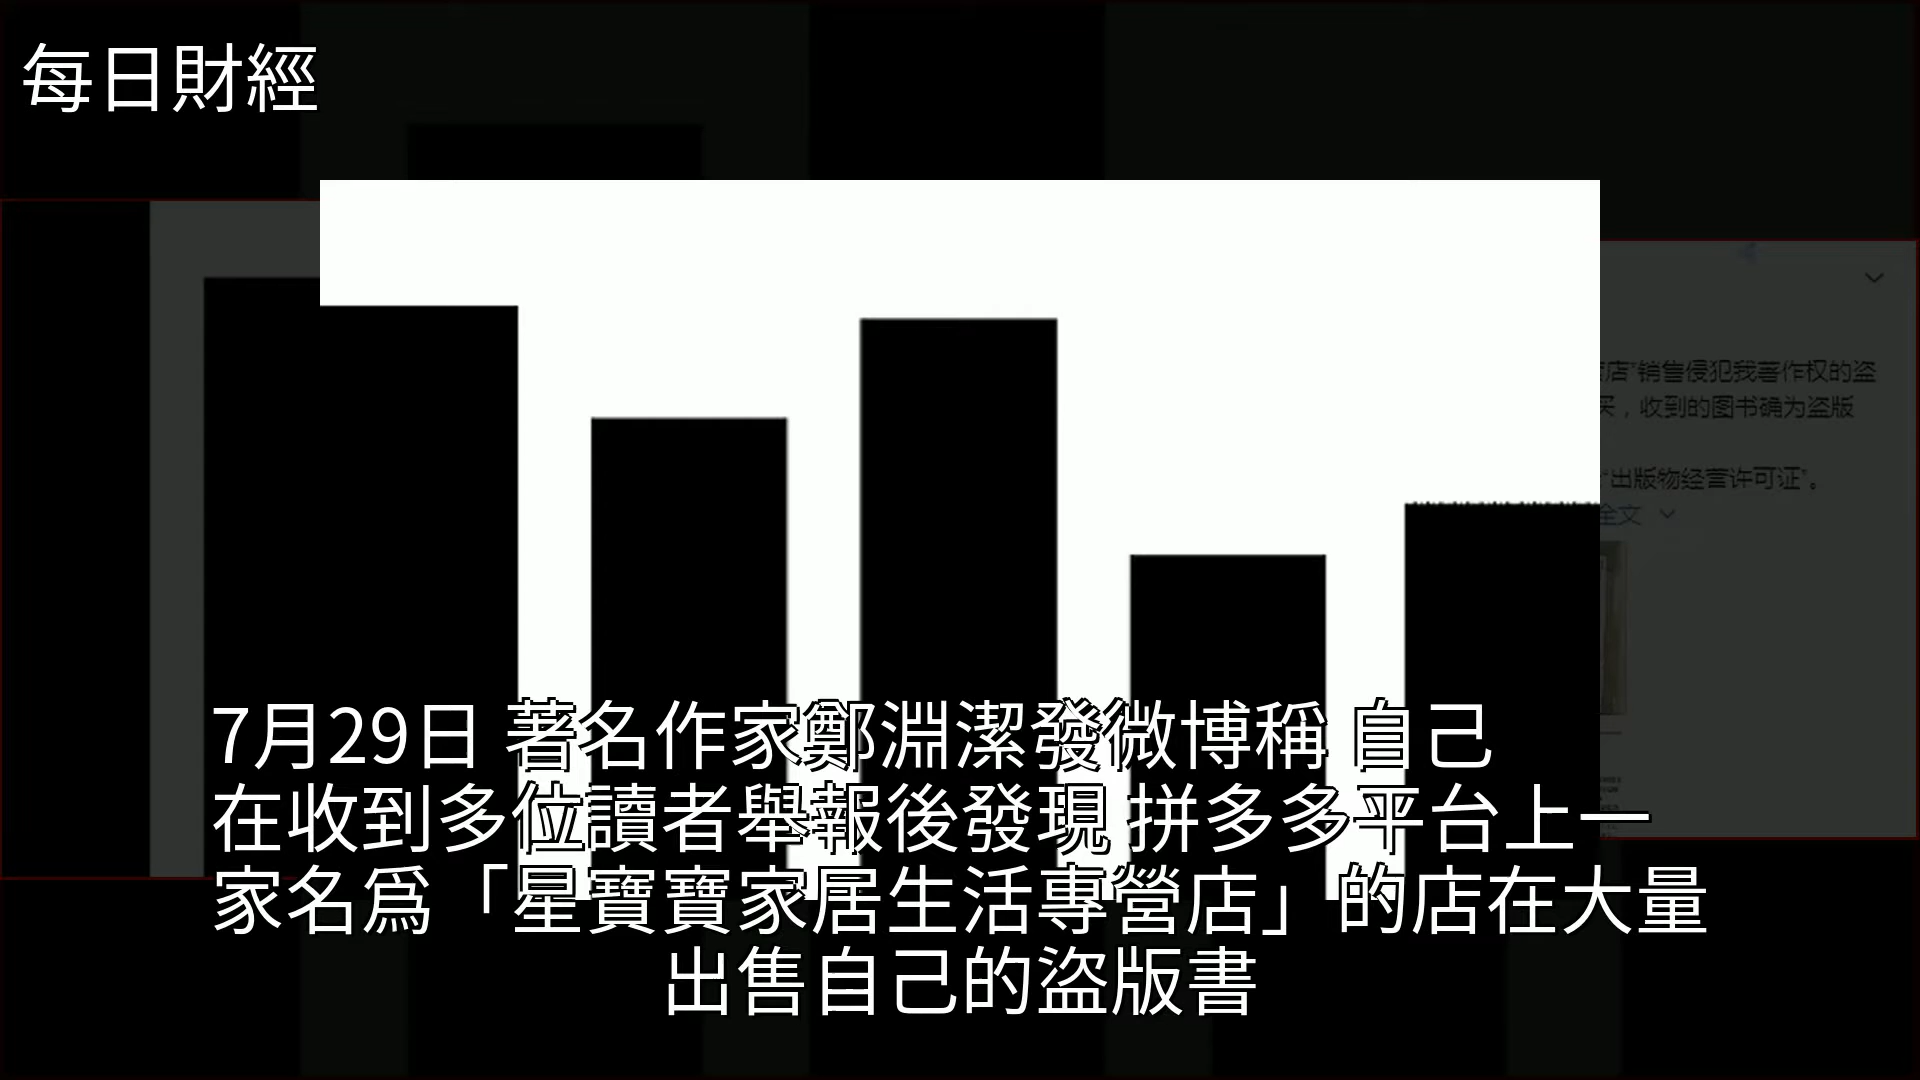 每日財經
店”销售侵犯我著作权的盗
买，收到的图书确为盗版
“出版物经营许可证”。
全文
7月29日 著名作家鄭淵潔發微博稱 自己
在收到多位讀者舉報後發現 拼多多平台上一
家名爲「星寶寶家居生活專營店」的店在大量
出售自己的盜版書